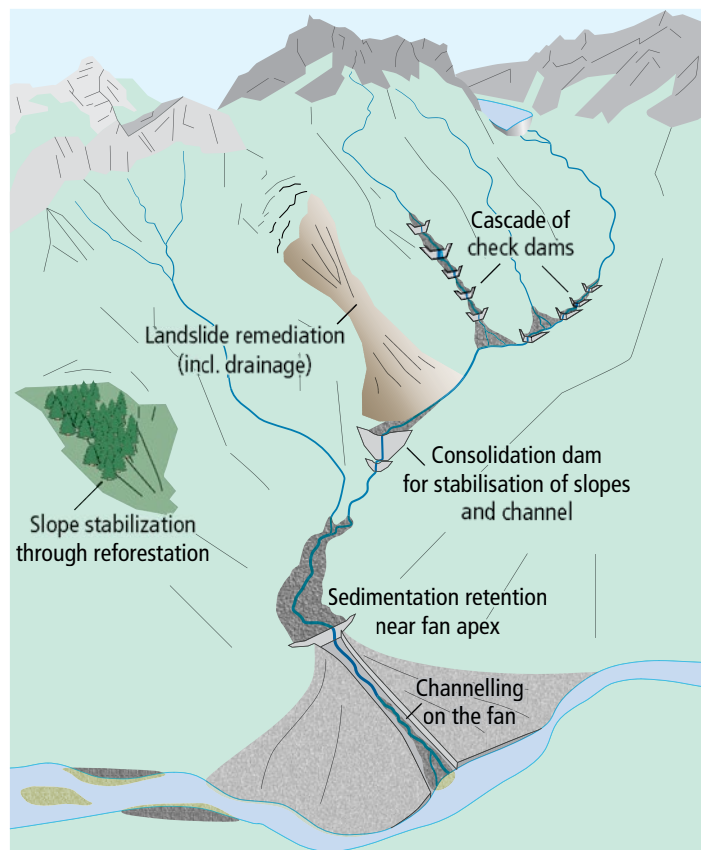 Cascade of
check dams
Landslide remediation
(incl. drainage)
Consolidation dam
for stabilisation of slopes
and channel
Slope stabilization
through reforestation
Sedimentation retention
near fan apex
Channelling
on the fan